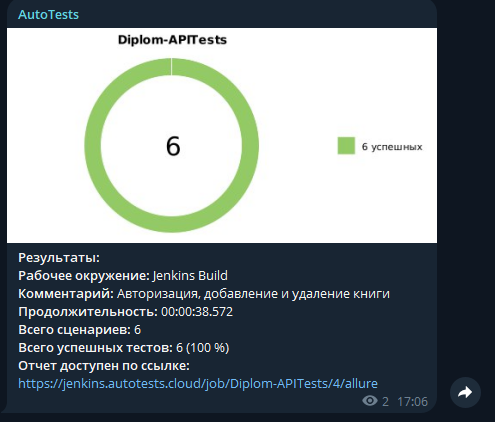 AutoTests
Diplom-APITests
6
6 успешных
Результаты:
Рабочее окружение: Jenkins Build
Комментарий: Авторизация, добавление и удаление книги
Продолжительность: 00:00:38.572
Всего сценариев: 6
Всего успешных тестов: 6 (100 %)
Отчет доступен по ссылке:
https://jenkins.autotests.cloud/job/Diplom-APITests/4/allure
2 17:06